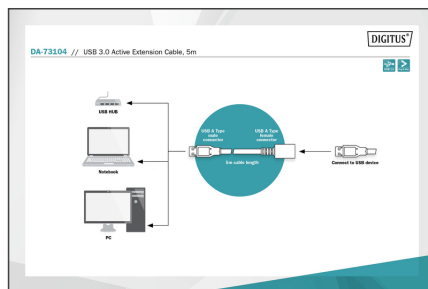 DIGITUS®
DA-73104 // USB 3.0 Active Extension Cable, 5m
USB HUB
USB A Type
male
connector
USB A Type
female
connector
5m cable length
Notebook
Connect to USB device
PC